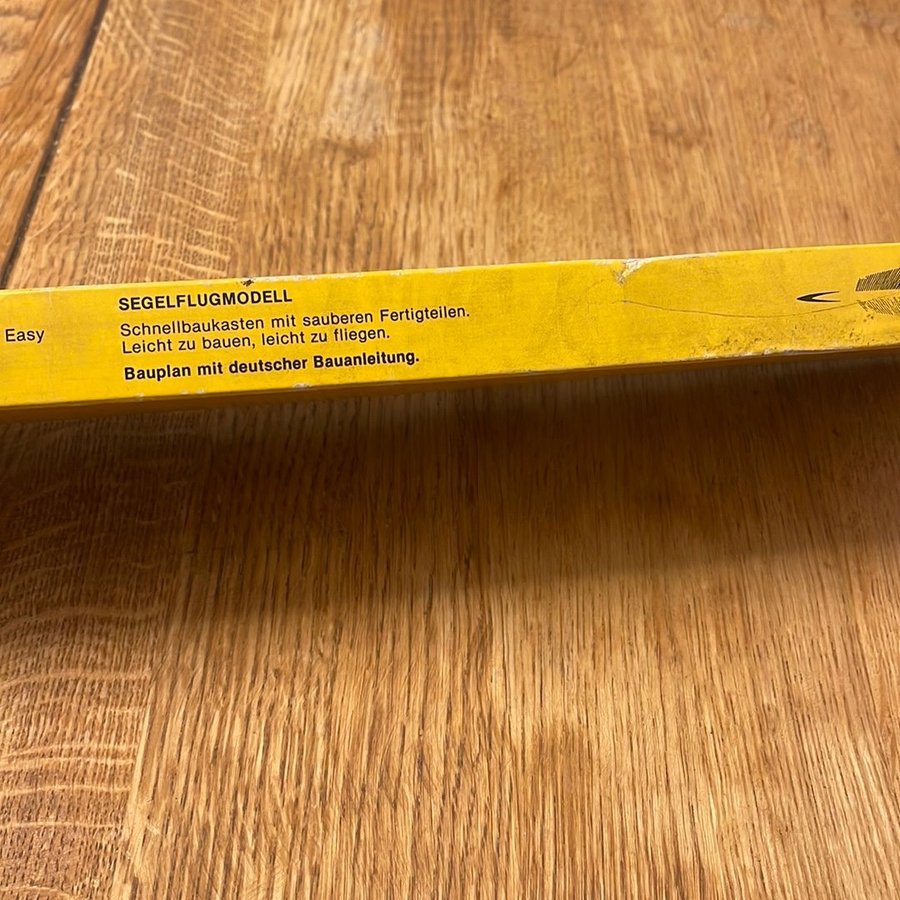 Easy
SEGELFLUGMODELL
Schnellbaukasten mit sauberen Fertigteilen.
Leicht zu bauen, leicht zu fliegen.
Bauplan mit deutscher Bauanleitung.